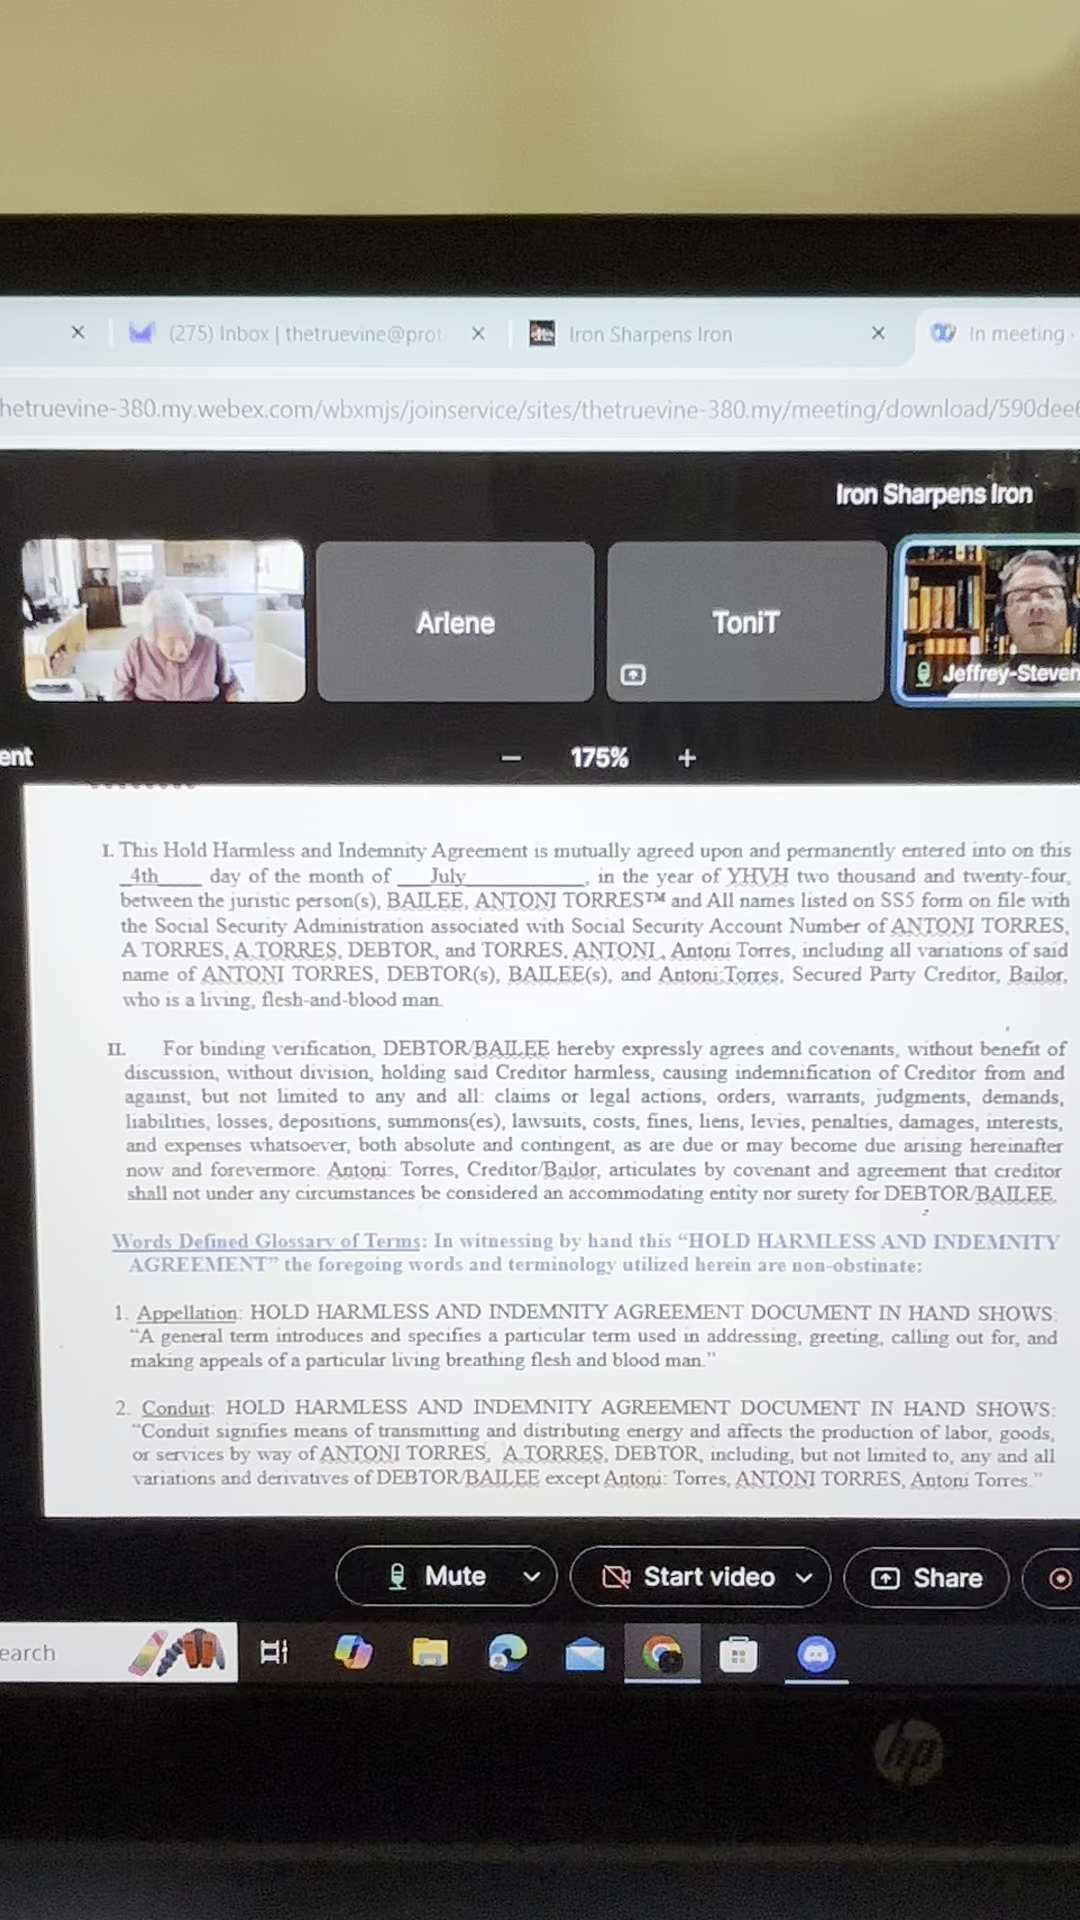 (275) Inbox | thetruevine@prot
Iron Sharpens Iron
In meeting ·
hetruevine-380.my.webex.com/wbxmjs/joinservice/sites/thetruevine-380.my/meeting/download/590dee6
Iron Sharpens Iron
Arlene
ToniT
Jeffrey-Steven
ent
175%
I. This Hold Harmless and Indemnity Agreement is mutually agreed upon and permanently entered into on this
4th day of the month of July, in the year of YHVH two thousand and twenty-four,
between the juristic person(s), BAILEE, ANTONI TORRES™ and All names listed on SS5 form on file with
the Social Security Administration associated with Social Security Account Number of ANTONI TORRES,
A TORRES, A.TORRES, DEBTOR, and TORRES, ANTONI., Antoni Torres, including all variations of said
name of ANTONI TORRES, DEBTOR(s), BAILEE(s), and Antoni:Torres, Secured Party Creditor, Bailor,
who is a living, flesh-and-blood man.
II. For binding verification, DEBTOR/BAILEE hereby expressly agrees and covenants, without benefit of
discussion, without division, holding said Creditor harmless, causing indemnification of Creditor from and
against, but not limited to any and all: claims or legal actions, orders, warrants, judgments, demands,
liabilities, losses, depositions, summons(es), lawsuits, costs, fines, liens, levies, penalties, damages, interests,
and expenses whatsoever, both absolute and contingent, as are due or may become due arising hereinafter
now and forevermore. Antoni: Torres, Creditor/Bailor, articulates by covenant and agreement that creditor
shall not under any circumstances be considered an accommodating entity nor surety for DEBTOR/BAILEE.
Words Defined Glossary of Terms: In witnessing by hand this “HOLD HARMLESS AND INDEMNITY
AGREEMENT” the foregoing words and terminology utilized herein are non-obstinate:
1. Appellation: HOLD HARMLESS AND INDEMNITY AGREEMENT DOCUMENT IN HAND SHOWS:
“A general term introduces and specifies a particular term used in addressing, greeting, calling out for, and
making appeals of a particular living breathing flesh and blood man.”
2. Conduit: HOLD HARMLESS AND INDEMNITY AGREEMENT DOCUMENT IN HAND SHOWS:
“Conduit signifies means of transmitting and distributing energy and affects the production of labor, goods,
or services by way of ANTONI TORRES, A.TORRES, DEBTOR, including, but not limited to, any and all
variations and derivatives of DEBTOR/BAILEE except Antoni: Torres, ANTONI TORRES, Antoni Torres.”
Mute
Start video
Share
earch
hp